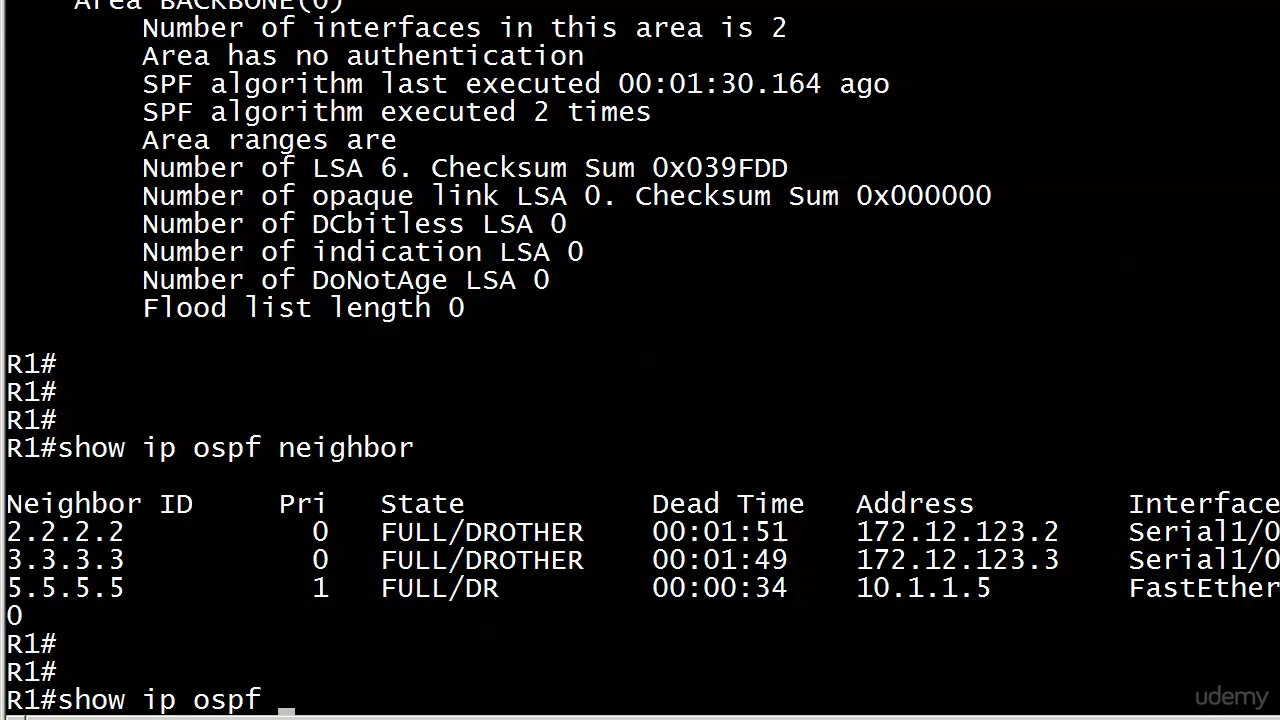 Area BACKBONE(0)
Number of interfaces in this area is 2
Area has no authentication
SPF algorithm last executed 00:01:30.164 ago
SPF algorithm executed 2 times
Area ranges are
Number of LSA 6. Checksum Sum 0x039FDD
Number of opaque link LSA 0. Checksum Sum 0x000000
Number of DCbitless LSA 0
Number of indication LSA 0
Number of DoNotAge LSA 0
Flood list length 0
R1#
R1#
R1#
R1#show ip ospf neighbor
Neighbor ID Pri State Dead Time Address Interface
2.2.2.2 0 FULL/DROTHER 00:01:51 172.12.123.2 Serial1/0
3.3.3.3 0 FULL/DROTHER 00:01:49 172.12.123.3 Serial1/0
5.5.5.5 1 FULL/DR 00:00:34 10.1.1.5 FastEther
0
R1#
R1#
R1#show ip ospf
udemy